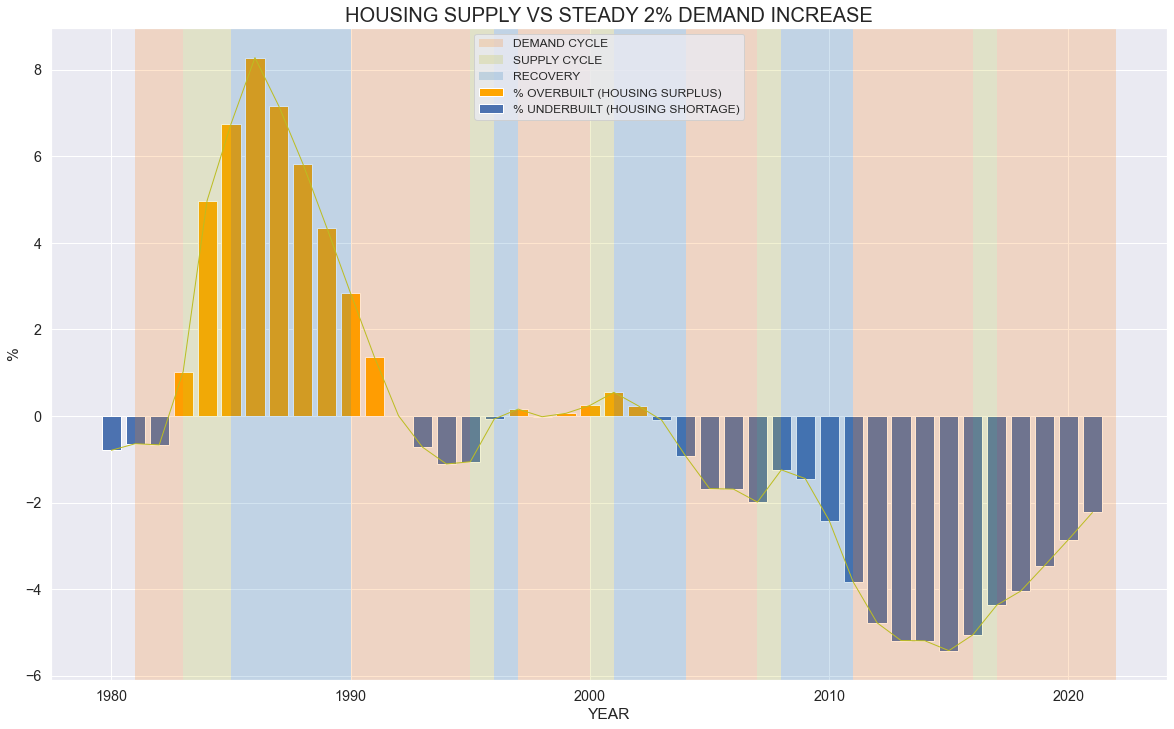 HOUSING SUPPLY VS STEADY 2% DEMAND INCREASE
DEMAND CYCLE
SUPPLY CYCLE
RECOVERY
% OVERBUILT (HOUSING SURPLUS)
% UNDERBUILT (HOUSING SHORTAGE)
%
8
6
4
2
0
−2
−4
−6
1980
1990
2000
2010
2020
YEAR